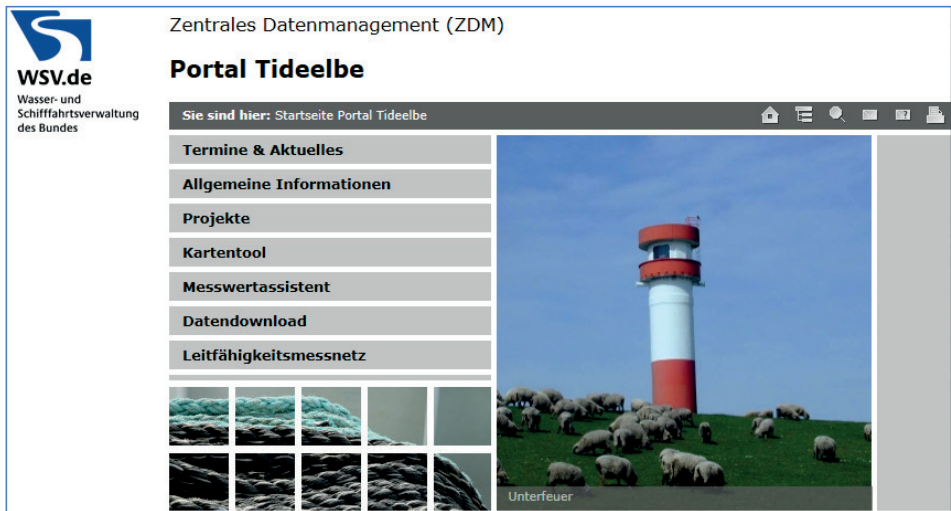 WSV.de
Wasser- und
Schifffahrtsverwaltung
des Bundes
Zentrales Datenmanagement (ZDM)
Portal Tideelbe
Sie sind hier: Startseite Portal Tideelbe
Termine & Aktuelles
Allgemeine Informationen
Projekte
Kartentool
Messwertassistent
Datendownload
Leitfähigkeitsmessnetz
Unterfeuer